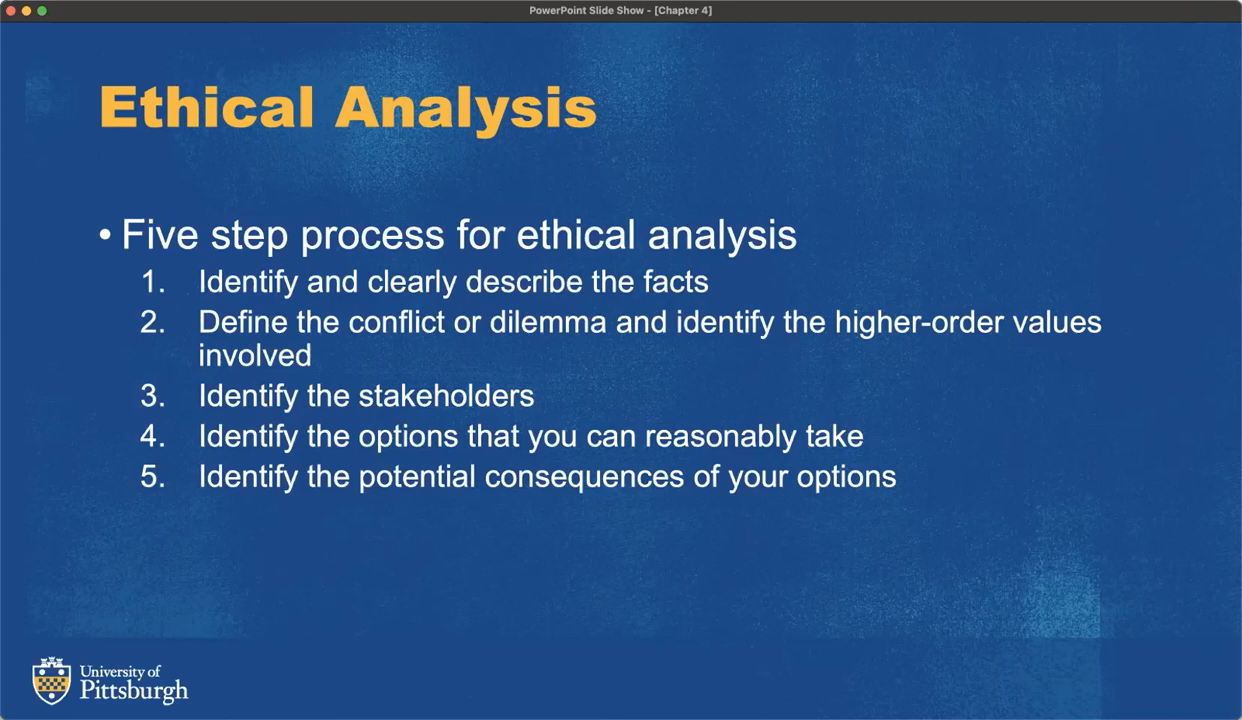 PowerPoint Slide Show - [Chapter 4]
Ethical Analysis
• Five step process for ethical analysis
1. Identify and clearly describe the facts
2. Define the conflict or dilemma and identify the higher-order values
involved
3. Identify the stakeholders
4. Identify the options that you can reasonably take
5. Identify the potential consequences of your options
University of
Pittsburgh